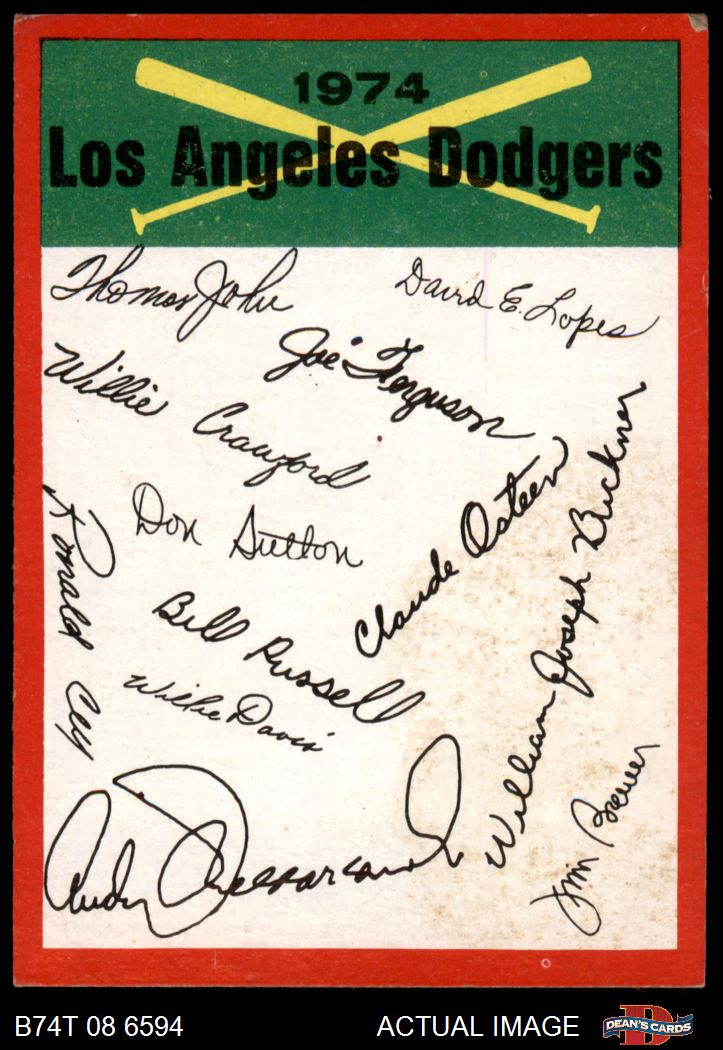 1974
Los Angeles Dodgers
Thomas John
David E. Lopes
Joe Ferguson
Willie Crawford
Don Sutton
Claude Osteen
William Joseph Buckner
Ronald Cey
Bill Russell
Willie Davis
Andy Messersmith
Jim Brewer
B74T 08 6594
ACTUAL IMAGE
DEAN'S CARDS